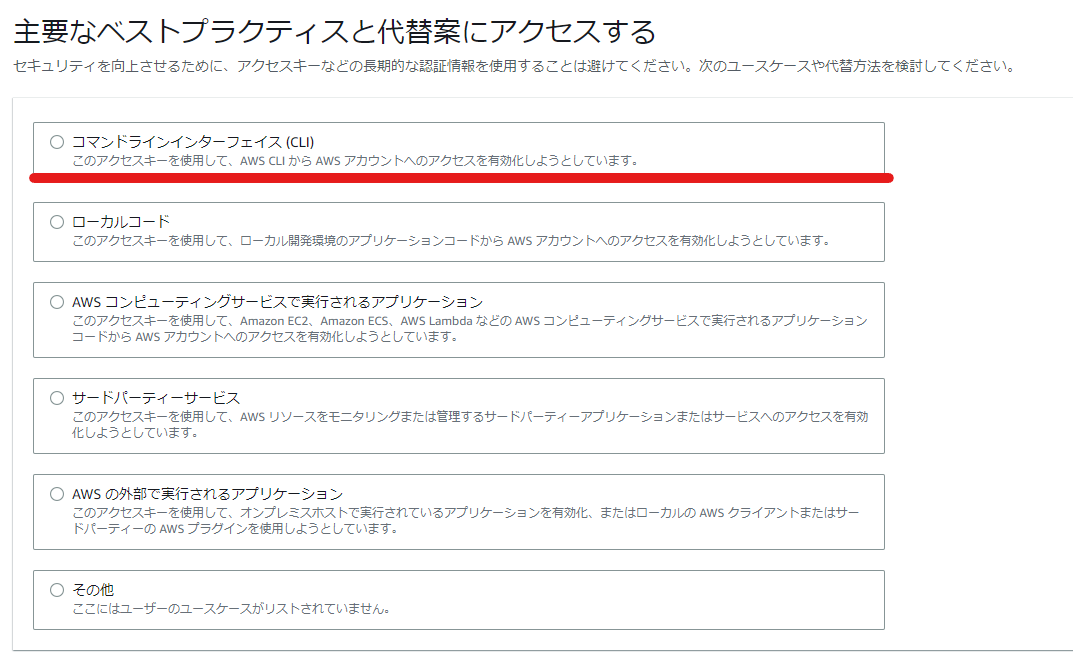 主要なベストプラクティスと代替案にアクセスする
セキュリティを向上させるために、アクセスキーなどの長期的な認証情報を使用することは避けてください。次のユースケースや代替方法を検討してください。
コマンドラインインターフェイス (CLI)
このアクセスキーを使用して、AWS CLI から AWS アカウントへのアクセスを有効化しようとしています。
ローカルコード
このアクセスキーを使用して、ローカル開発環境のアプリケーションコードから AWS アカウントへのアクセスを有効化しようとしています。
AWS コンピューティングサービスで実行されるアプリケーション
このアクセスキーを使用して、Amazon EC2、Amazon ECS、AWS Lambda などの AWS コンピューティングサービスで実行されるアプリケーション
コードから AWS アカウントへのアクセスを有効化しようとしています。
サードパーティーサービス
このアクセスキーを使用して、AWS リソースをモニタリングまたは管理するサードパーティーアプリケーションまたはサービスへのアクセスを有効
化しようとしています。
AWS の外部で実行されるアプリケーション
このアクセスキーを使用して、オンプレミスホストで実行されているアプリケーションを有効化、またはローカルの AWS クライアントまたはサー
ドパーティーの AWS プラグインを使用しようとしています。
その他
ここにはユーザーのユースケースがリストされていません。